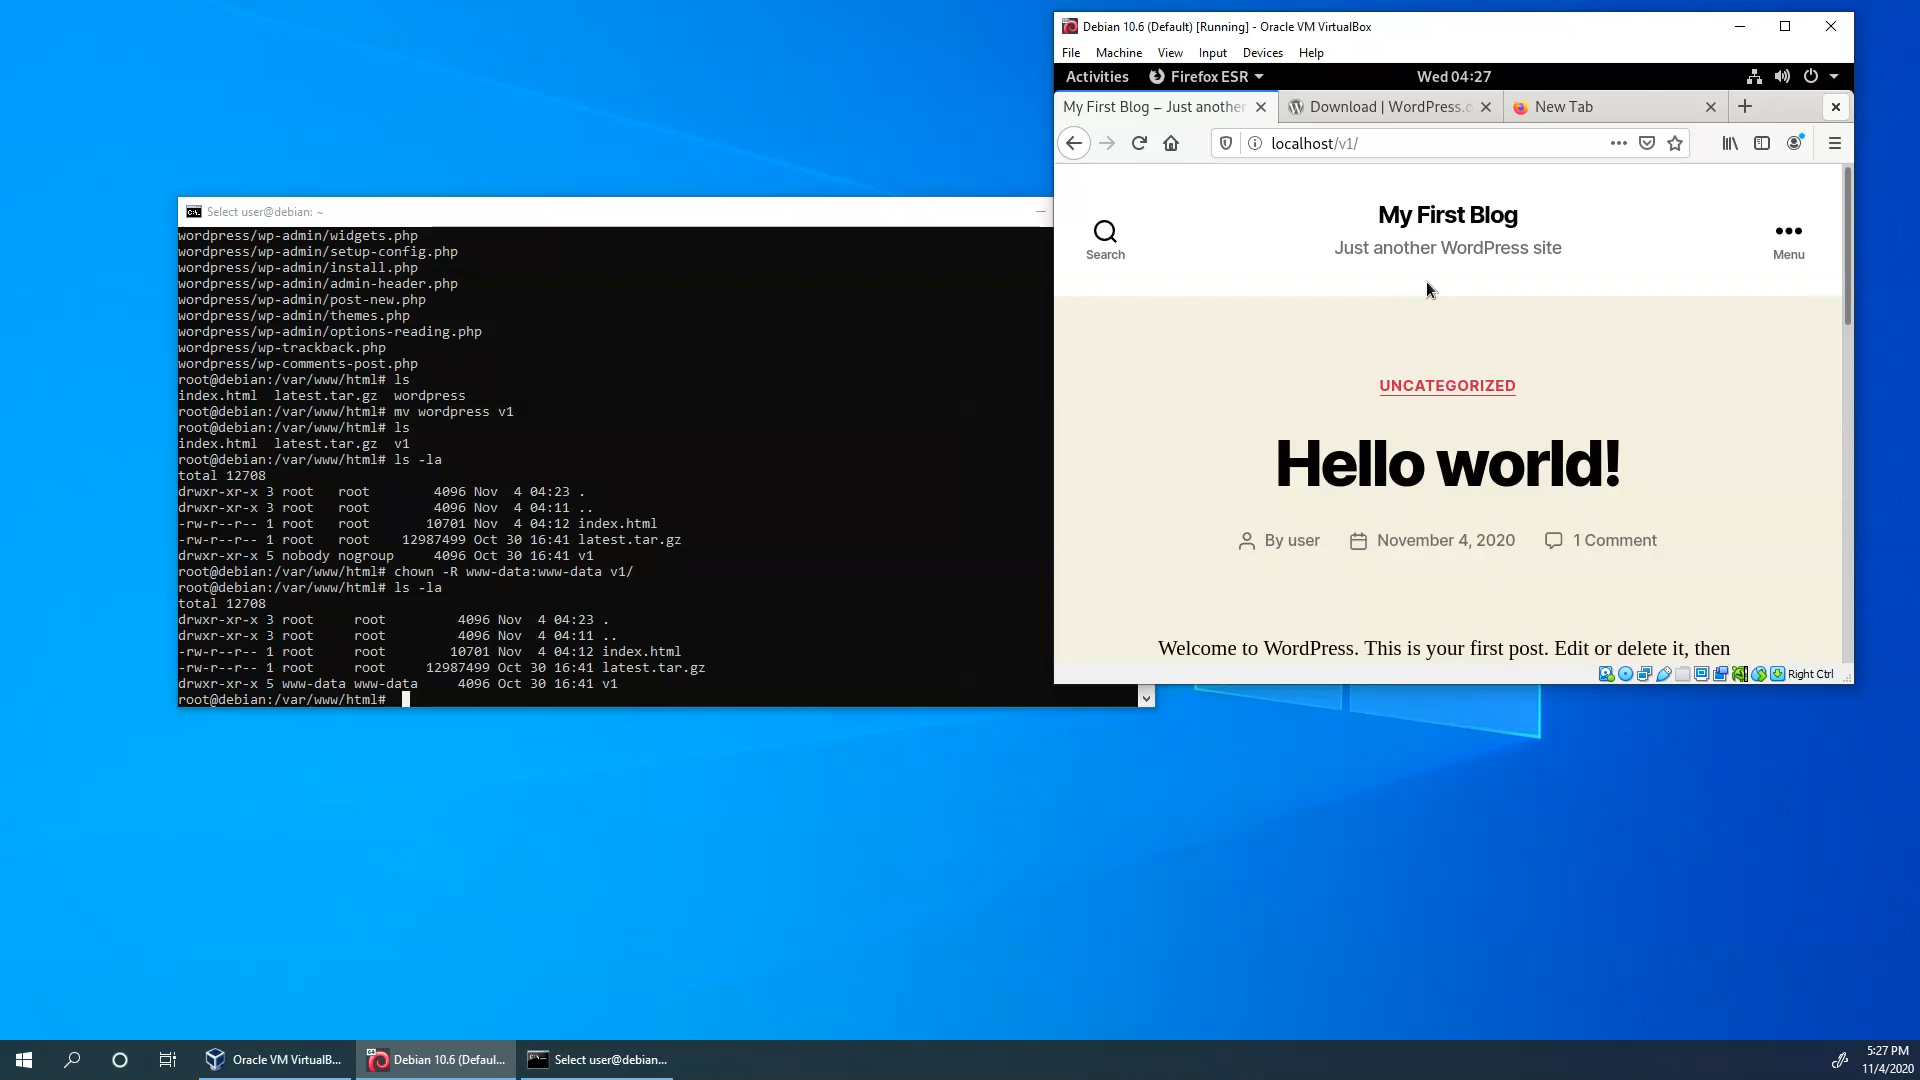 Select user@debian: ~
wordpress/wp-admin/widgets.php
wordpress/wp-admin/setup-config.php
wordpress/wp-admin/install.php
wordpress/wp-admin/admin-header.php
wordpress/wp-admin/post-new.php
wordpress/wp-admin/themes.php
wordpress/wp-admin/options-reading.php
wordpress/wp-trackback.php
wordpress/wp-comments-post.php
root@debian:/var/www/html# ls
index.html  latest.tar.gz  wordpress
root@debian:/var/www/html# mv wordpress v1
root@debian:/var/www/html# ls
index.html  latest.tar.gz  v1
root@debian:/var/www/html# ls -la
total 12708
drwxr-xr-x 3 root   root        4096 Nov  4 04:23 .
drwxr-xr-x 3 root   root        4096 Nov  4 04:11 ..
-rw-r--r-- 1 root   root       10701 Nov  4 04:12 index.html
-rw-r--r-- 1 root   root    12987499 Oct 30 16:41 latest.tar.gz
drwxr-xr-x 5 nobody nogroup     4096 Oct 30 16:41 v1
root@debian:/var/www/html# chown -R www-data:www-data v1/
root@debian:/var/www/html# ls -la
total 12708
drwxr-xr-x 3 root     root         4096 Nov  4 04:23 .
drwxr-xr-x 3 root     root         4096 Nov  4 04:11 ..
-rw-r--r-- 1 root     root        10701 Nov  4 04:12 index.html
-rw-r--r-- 1 root     root     12987499 Oct 30 16:41 latest.tar.gz
drwxr-xr-x 5 www-data www-data     4096 Oct 30 16:41 v1
root@debian:/var/www/html#
Debian 10.6 (Default) [Running] - Oracle VM VirtualBox
File Machine View Input Devices Help
Activities Firefox ESR Wed 04:27
My First Blog – Just another Download | WordPress.o New Tab
localhost/v1/
My First Blog
Just another WordPress site
Search
Menu
UNCATEGORIZED
Hello world!
By user November 4, 2020 1 Comment
Welcome to WordPress. This is your first post. Edit or delete it, then
Right Ctrl
Oracle VM VirtualB... Debian 10.6 (Defaul... Select user@debian...
5:27 PM
11/4/2020